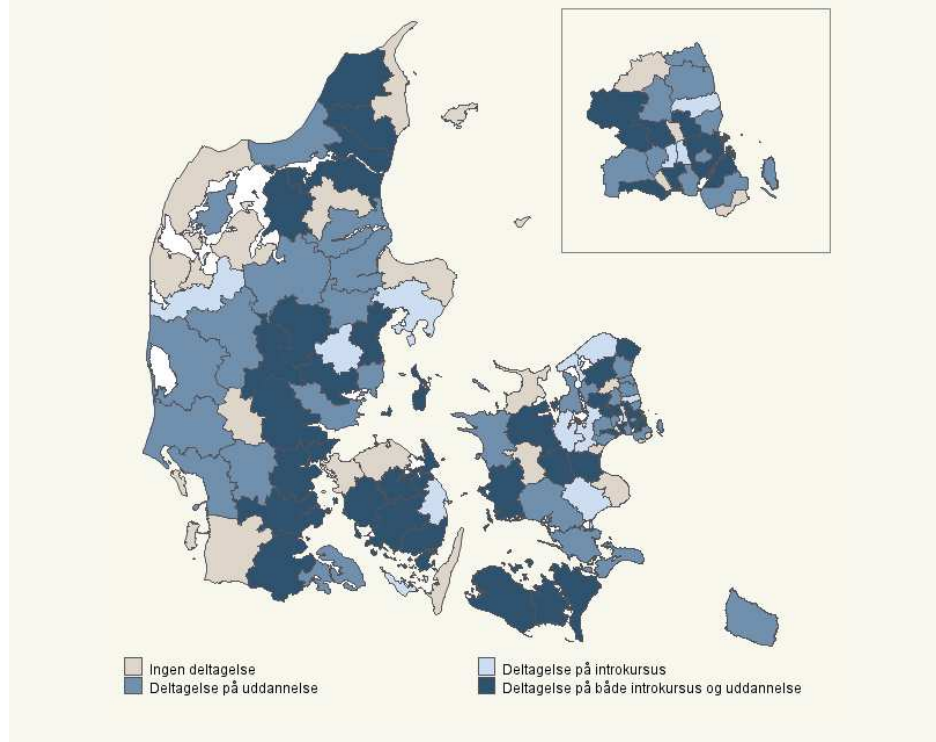 Ingen deltagelse
Deltagelse på uddannelse
Deltagelse på introkursus
Deltagelse på både introkursus og uddannelse